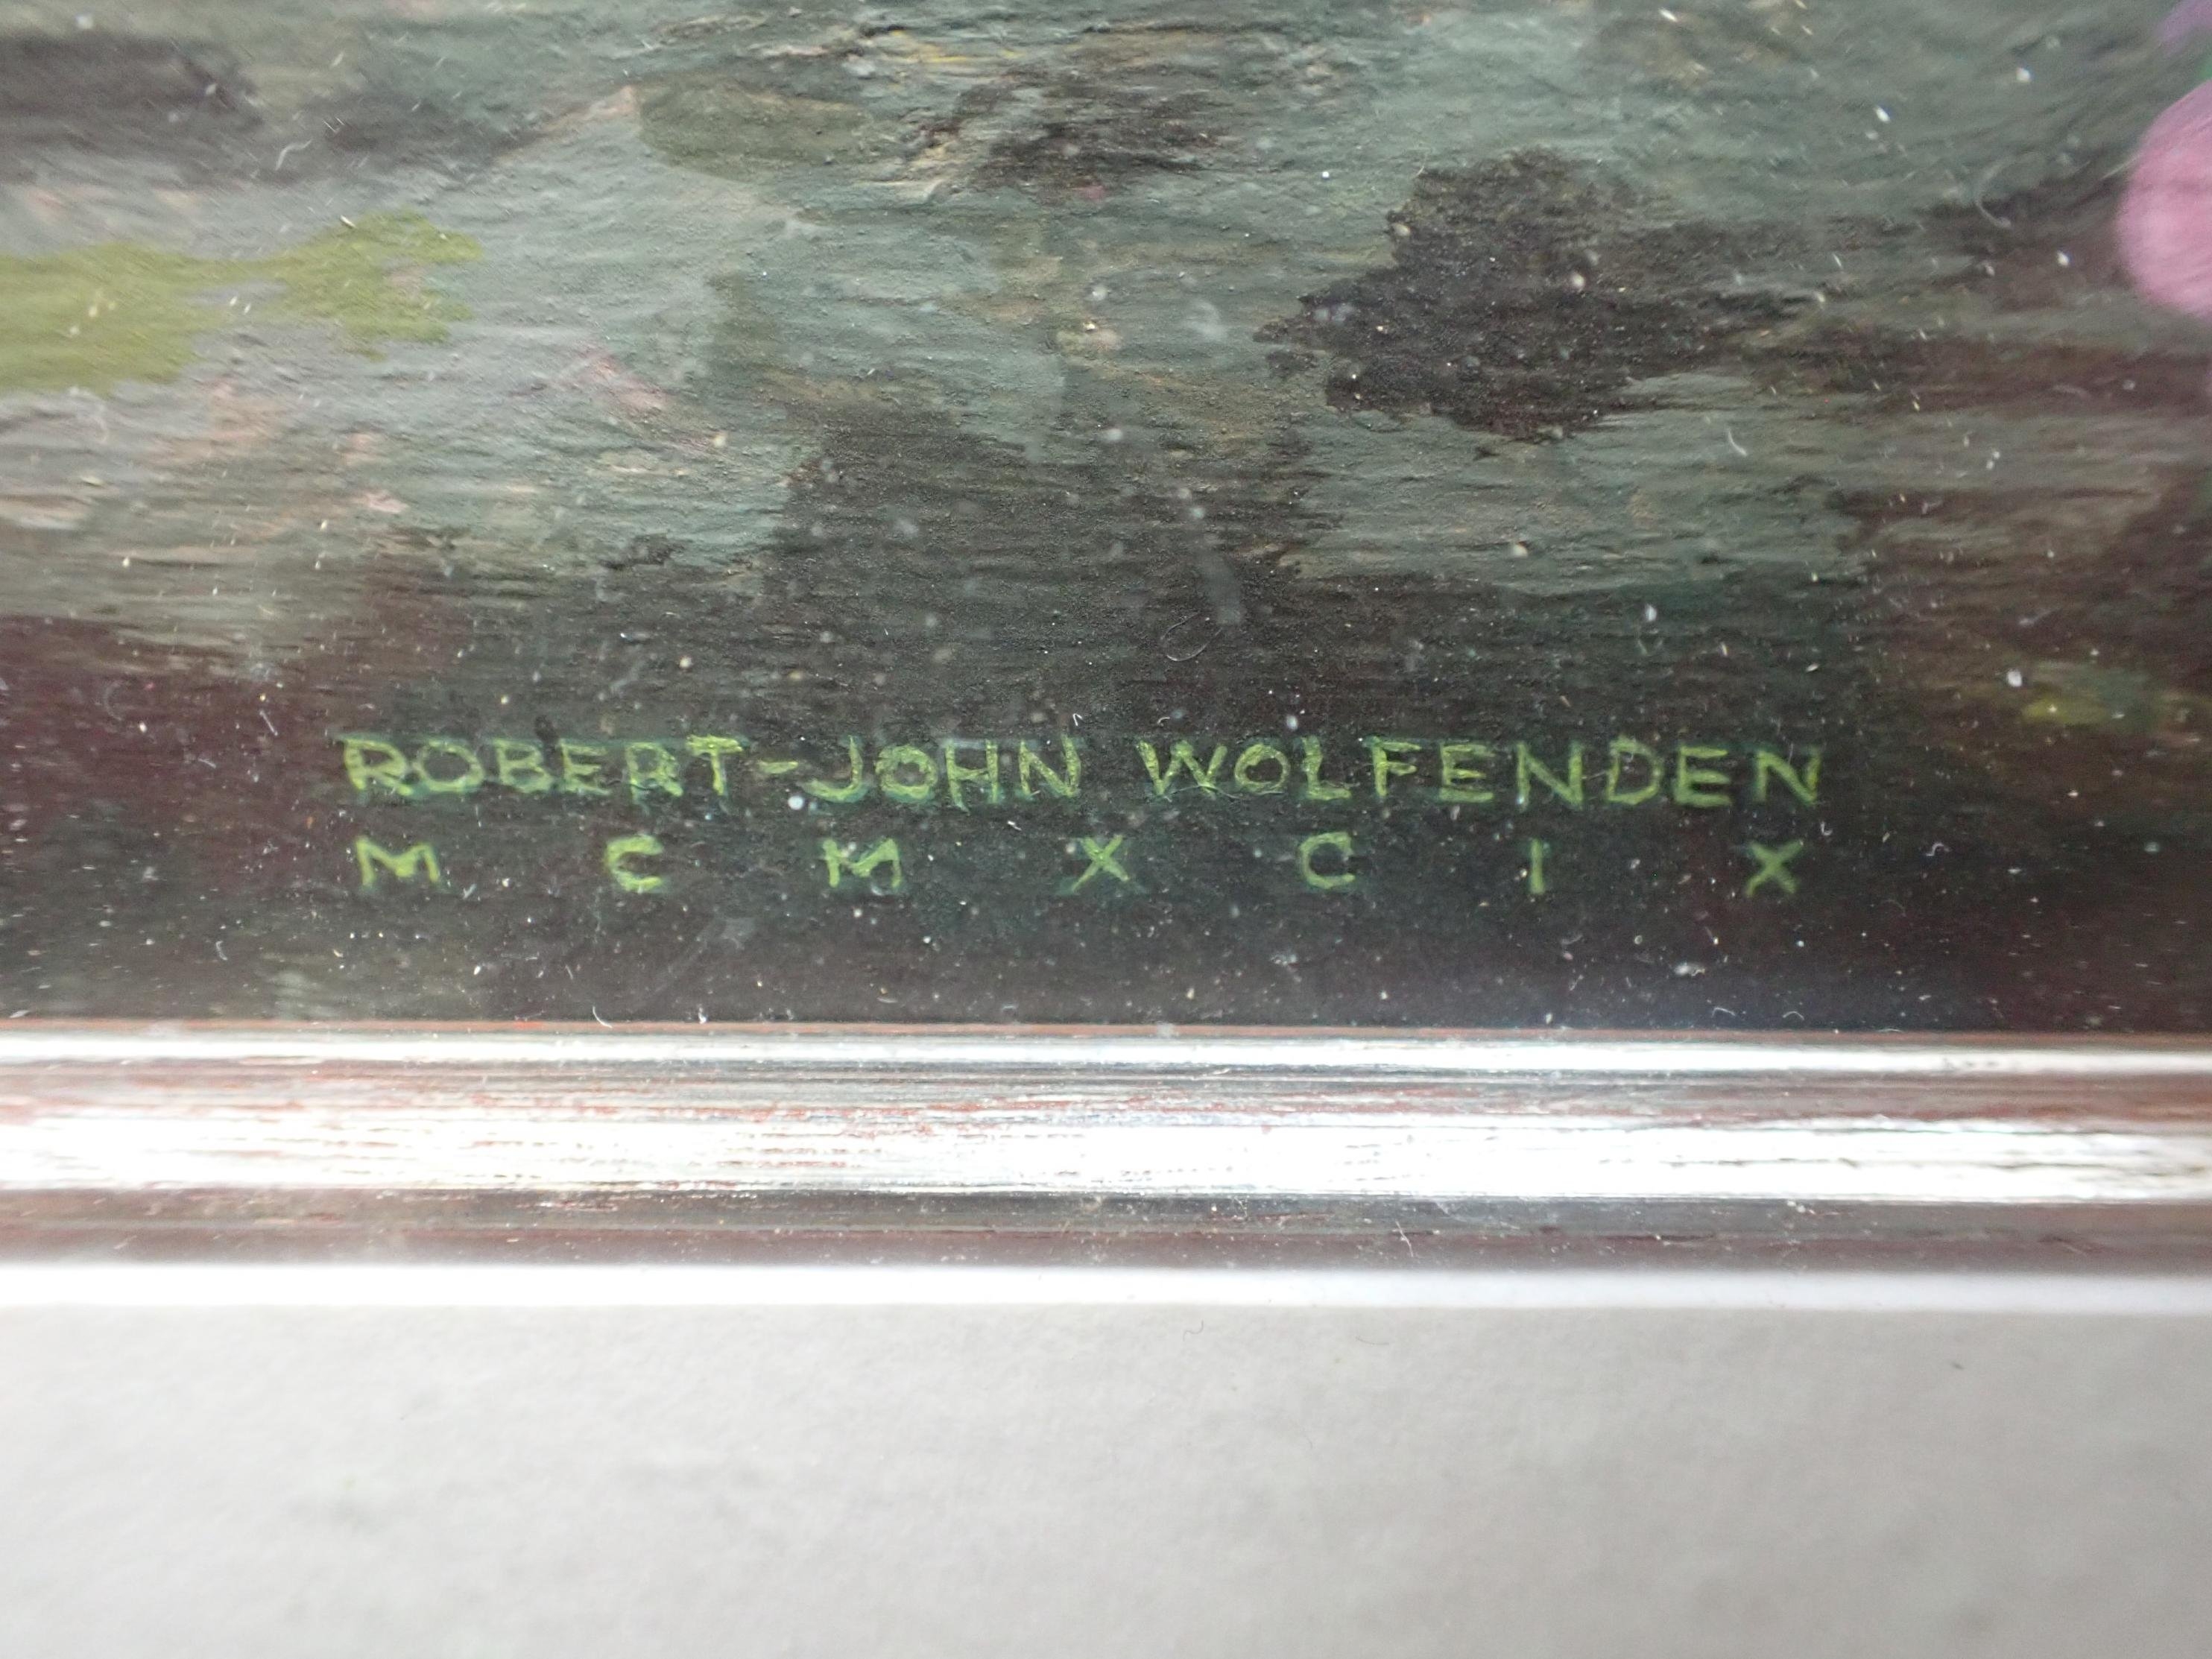 ROBERT-JOHN WOLFENDEN
M C M X C I X